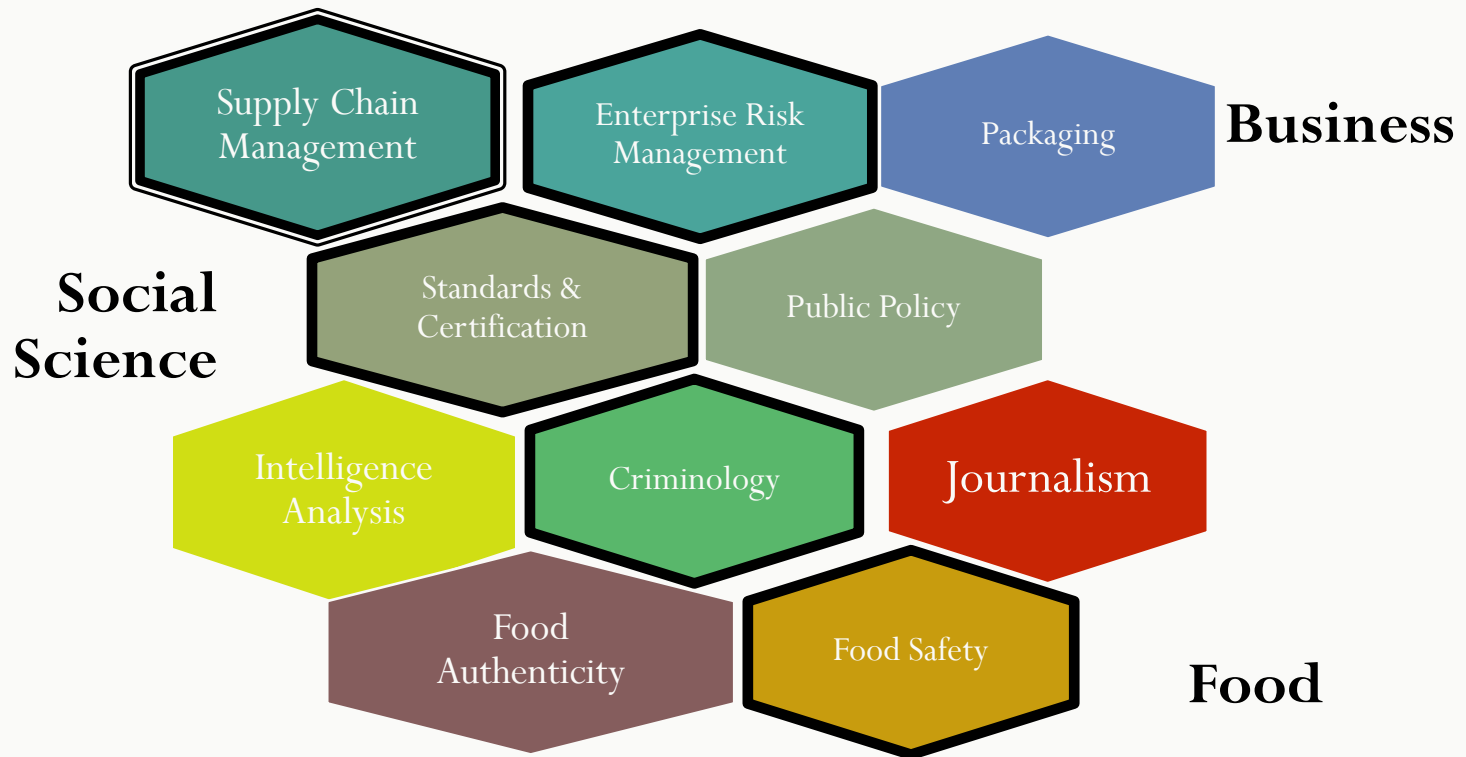 Supply Chain
Management
Enterprise Risk
Management
Packaging
Business
Social
Science
Standards &
Certification
Public Policy
Intelligence
Analysis
Criminology
Journalism
Food
Authenticity
Food Safety
Food